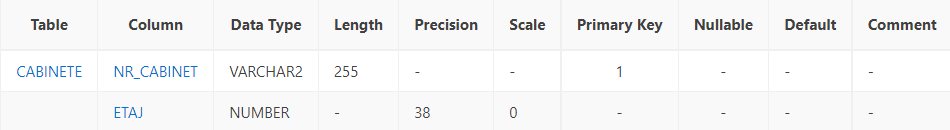 Table Column Data Type Length Precision Scale Primary Key Nullable Default Comment
CABINETE NR_CABINET VARCHAR2 255 - - 1 - - -
ETAJ NUMBER - 38 0 - - -